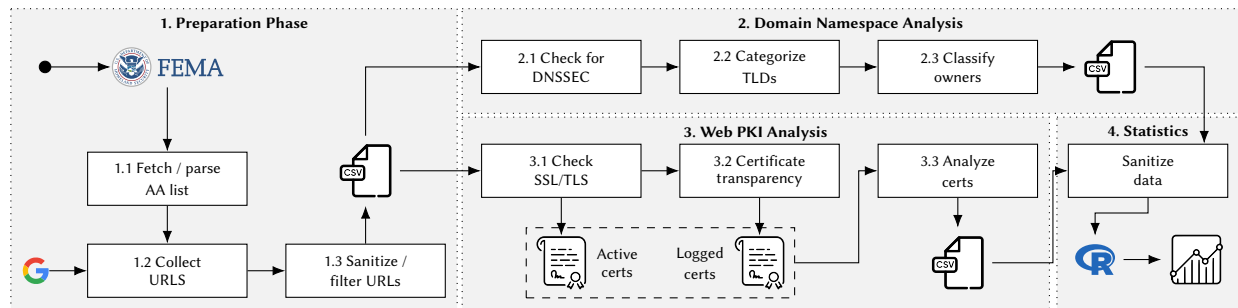 1. Preparation Phase
FEMA
1.1 Fetch / parse
AA list
1.2 Collect
URLS
1.3 Sanitize /
filter URLs
CSV
2. Domain Namespace Analysis
2.1 Check for
DNSSEC
2.2 Categorize
TLDs
2.3 Classify
owners
CSV
3. Web PKI Analysis
3.1 Check
SSL/TLS
3.2 Certificate
transparency
3.3 Analyze
certs
Active
certs
Logged
certs
CSV
4. Statistics
Sanitize
data
R